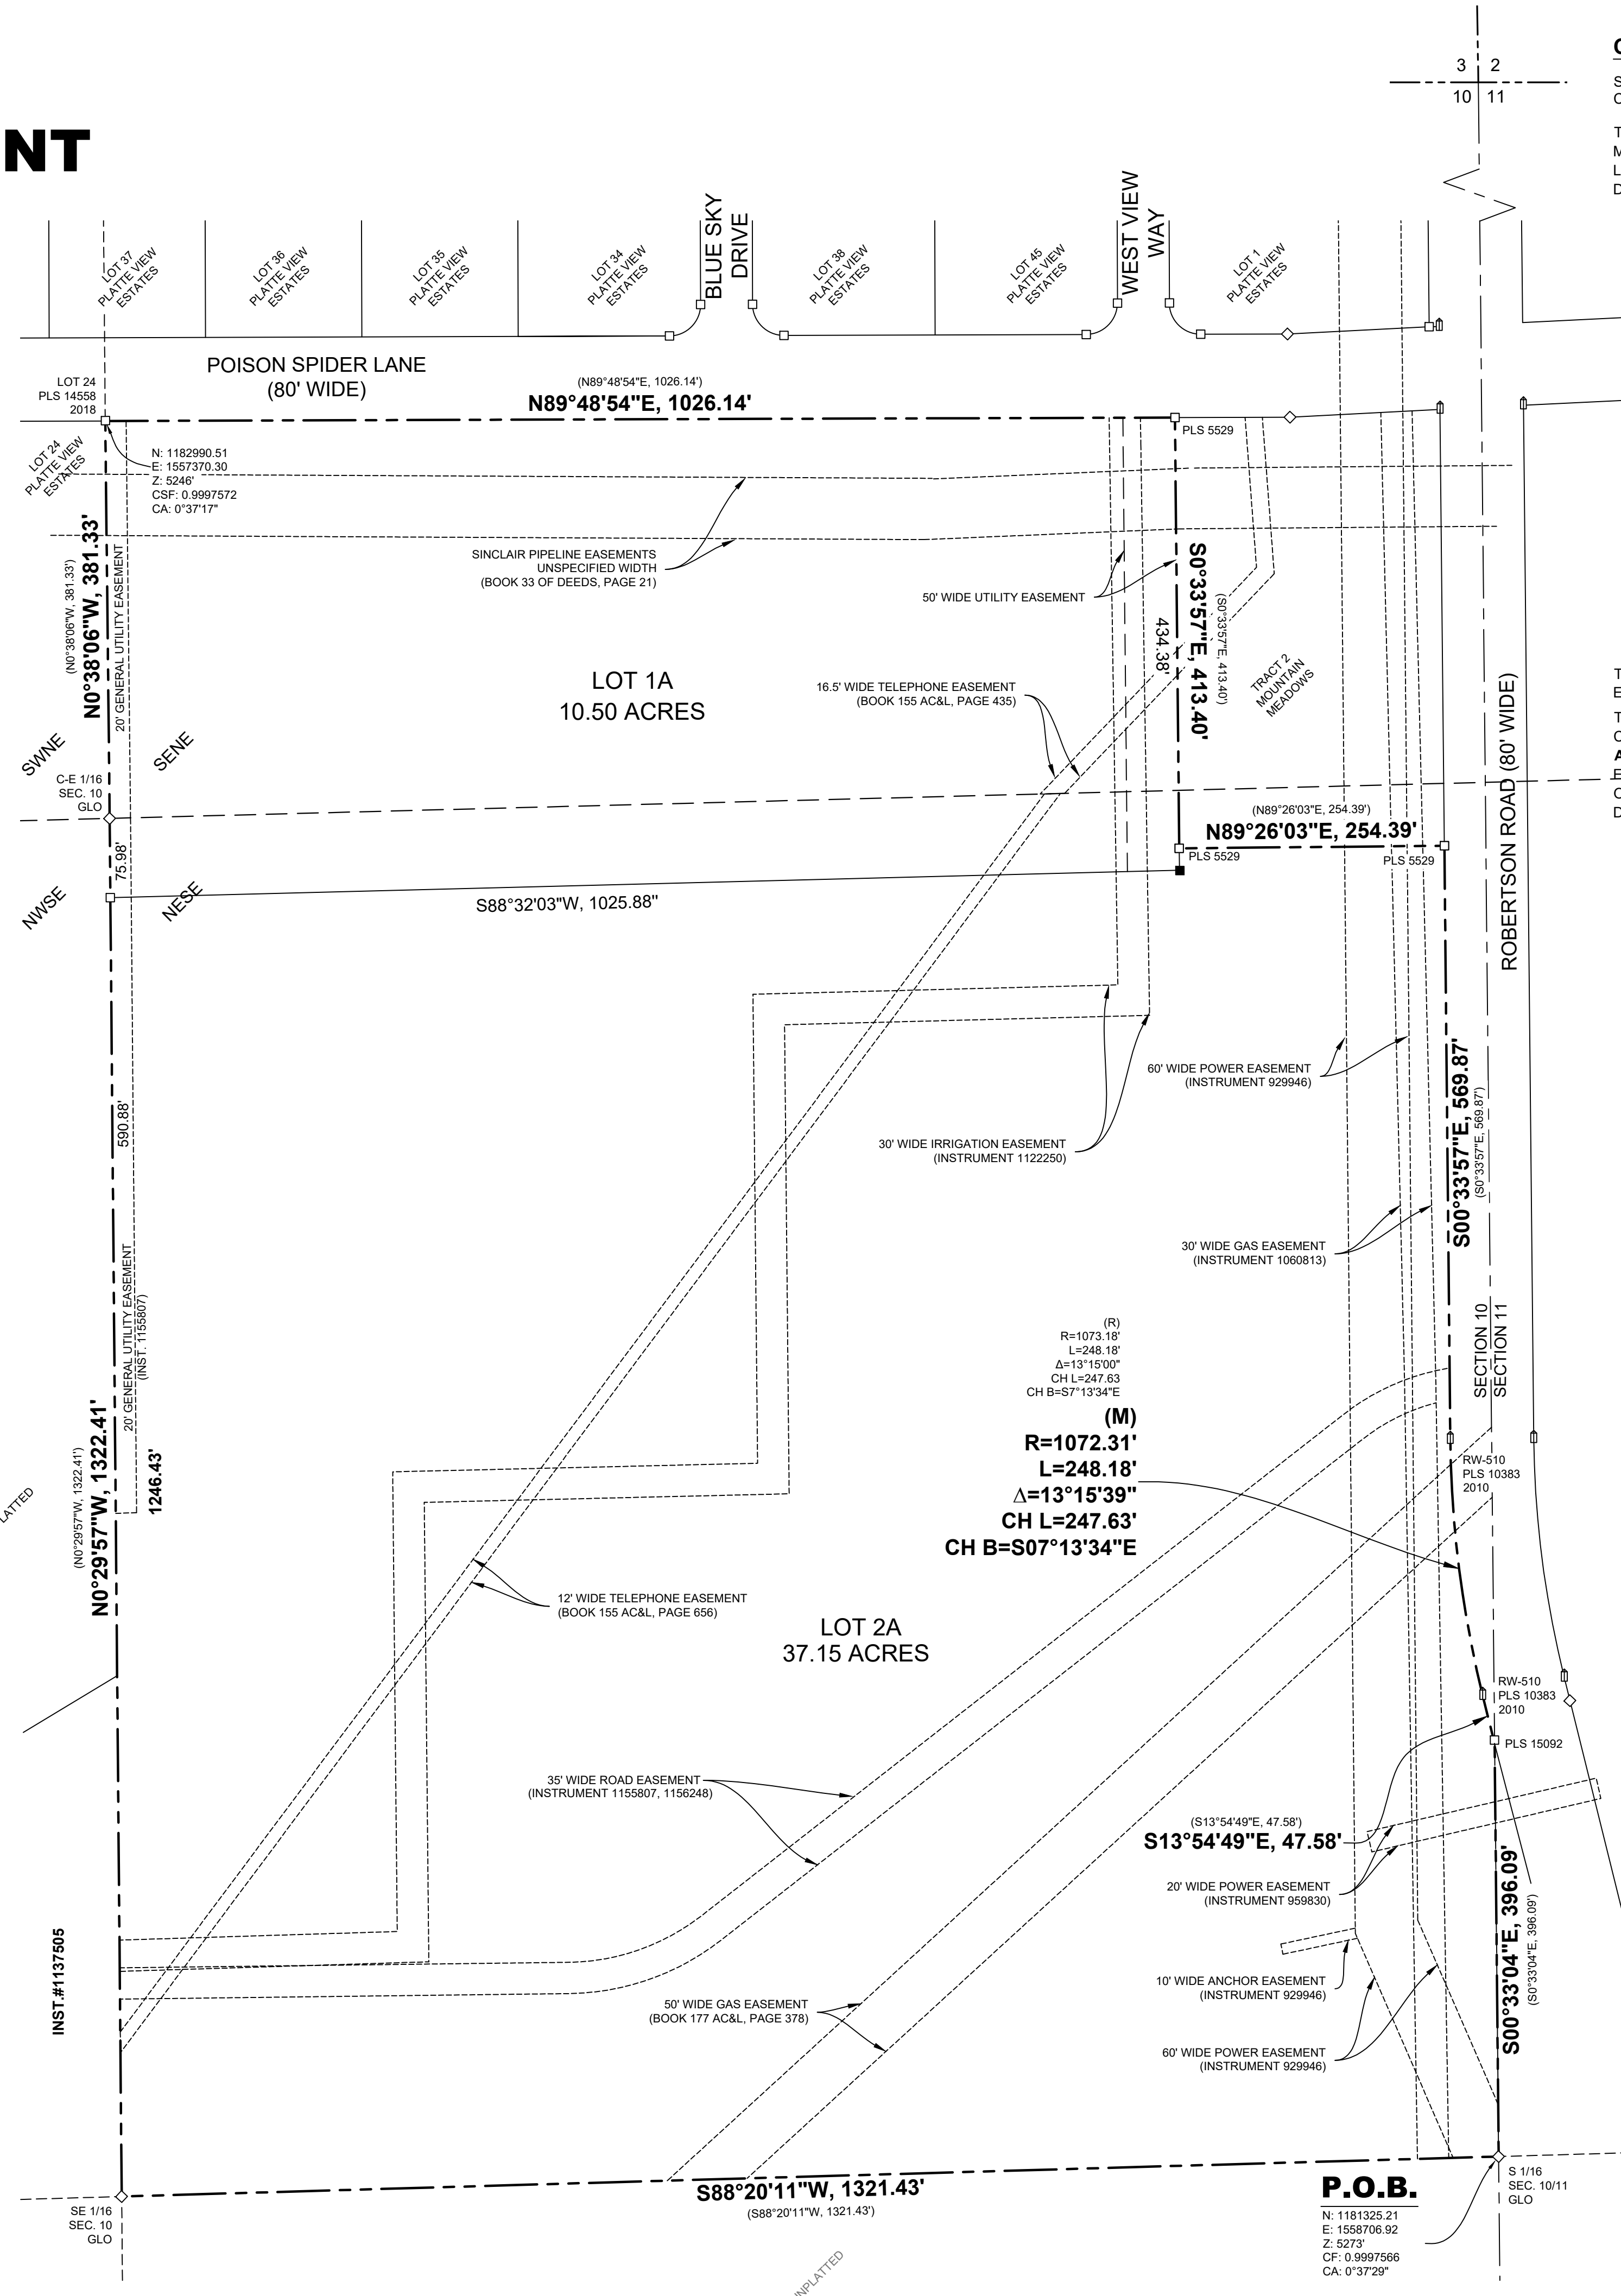 NT
3 2
10 11
LOT 37
PLATTE VIEW
ESTATES
LOT 36
PLATTE VIEW
ESTATES
LOT 35
PLATTE VIEW
ESTATES
LOT 34
PLATTE VIEW
ESTATES
BLUE SKY
DRIVE
LOT 38
PLATTE VIEW
ESTATES
LOT 45
PLATTE VIEW
ESTATES
WEST VIEW
WAY
LOT 1
PLATTE VIEW
ESTATES
POISON SPIDER LANE
(80' WIDE)
LOT 24
PLS 14558
2018
(N89°48'54"E, 1026.14')
N89°48'54"E, 1026.14'
PLS 5529
LOT 24
PLATTE VIEW
ESTATES
N: 1182990.51
E: 1557370.30
Z: 5246'
CSF: 0.9997572
CA: 0°37'17"
(N0°38'06"W, 381.33')
N0°38'06"W, 381.33'
20' GENERAL UTILITY EASEMENT
SINCLAIR PIPELINE EASEMENTS
UNSPECIFIED WIDTH
(BOOK 33 OF DEEDS, PAGE 21)
50' WIDE UTILITY EASEMENT
434.38'
S0°33'57"E, 413.40'
(S0°33'57"E, 413.40')
LOT 1A
10.50 ACRES
16.5' WIDE TELEPHONE EASEMENT
(BOOK 155 AC&L, PAGE 435)
TRACT 2
MOUNTAIN
MEADOWS
ROBERTSON ROAD (80' WIDE)
SWNE
SENE
C-E 1/16
SEC. 10
GLO
75.98'
NWSE
NESE
(N89°26'03"E, 254.39')
N89°26'03"E, 254.39'
PLS 5529
PLS 5529
S88°32'03"W, 1025.88"
590.88'
60' WIDE POWER EASEMENT
(INSTRUMENT 929946)
30' WIDE IRRIGATION EASEMENT
(INSTRUMENT 1122250)
S00°33'57"E, 569.87'
(S0°33'57"E, 569.87')
30' WIDE GAS EASEMENT
(INSTRUMENT 1060813)
20' GENERAL UTILITY EASEMENT
(INST. 1155807)
SECTION 10
SECTION 11
(R)
R=1073.18'
L=248.18'
Δ=13°15'00"
CH L=247.63
CH B=S7°13'34"E
(M)
R=1072.31'
L=248.18'
Δ=13°15'39"
CH L=247.63'
CH B=S07°13'34"E
(N0°29'57"W, 1322.41')
N0°29'57"W, 1322.41'
1246.43'
RW-510
PLS 10383
2010
12' WIDE TELEPHONE EASEMENT
(BOOK 155 AC&L, PAGE 656)
LOT 2A
37.15 ACRES
RW-510
PLS 10383
2010
PLS 15092
35' WIDE ROAD EASEMENT
(INSTRUMENT 1155807, 1156248)
(S13°54'49"E, 47.58')
S13°54'49"E, 47.58'
20' WIDE POWER EASEMENT
(INSTRUMENT 959830)
S00°33'04"E, 396.09'
(S0°33'04"E, 396.09')
INST.#1137505
10' WIDE ANCHOR EASEMENT
(INSTRUMENT 929946)
50' WIDE GAS EASEMENT
(BOOK 177 AC&L, PAGE 378)
60' WIDE POWER EASEMENT
(INSTRUMENT 929946)
S88°20'11"W, 1321.43'
(S88°20'11"W, 1321.43')
SE 1/16
SEC. 10
GLO
P.O.B.
N: 1181325.21
E: 1558706.92
Z: 5273'
CF: 0.9997566
CA: 0°37'29"
S 1/16
SEC. 10/11
GLO